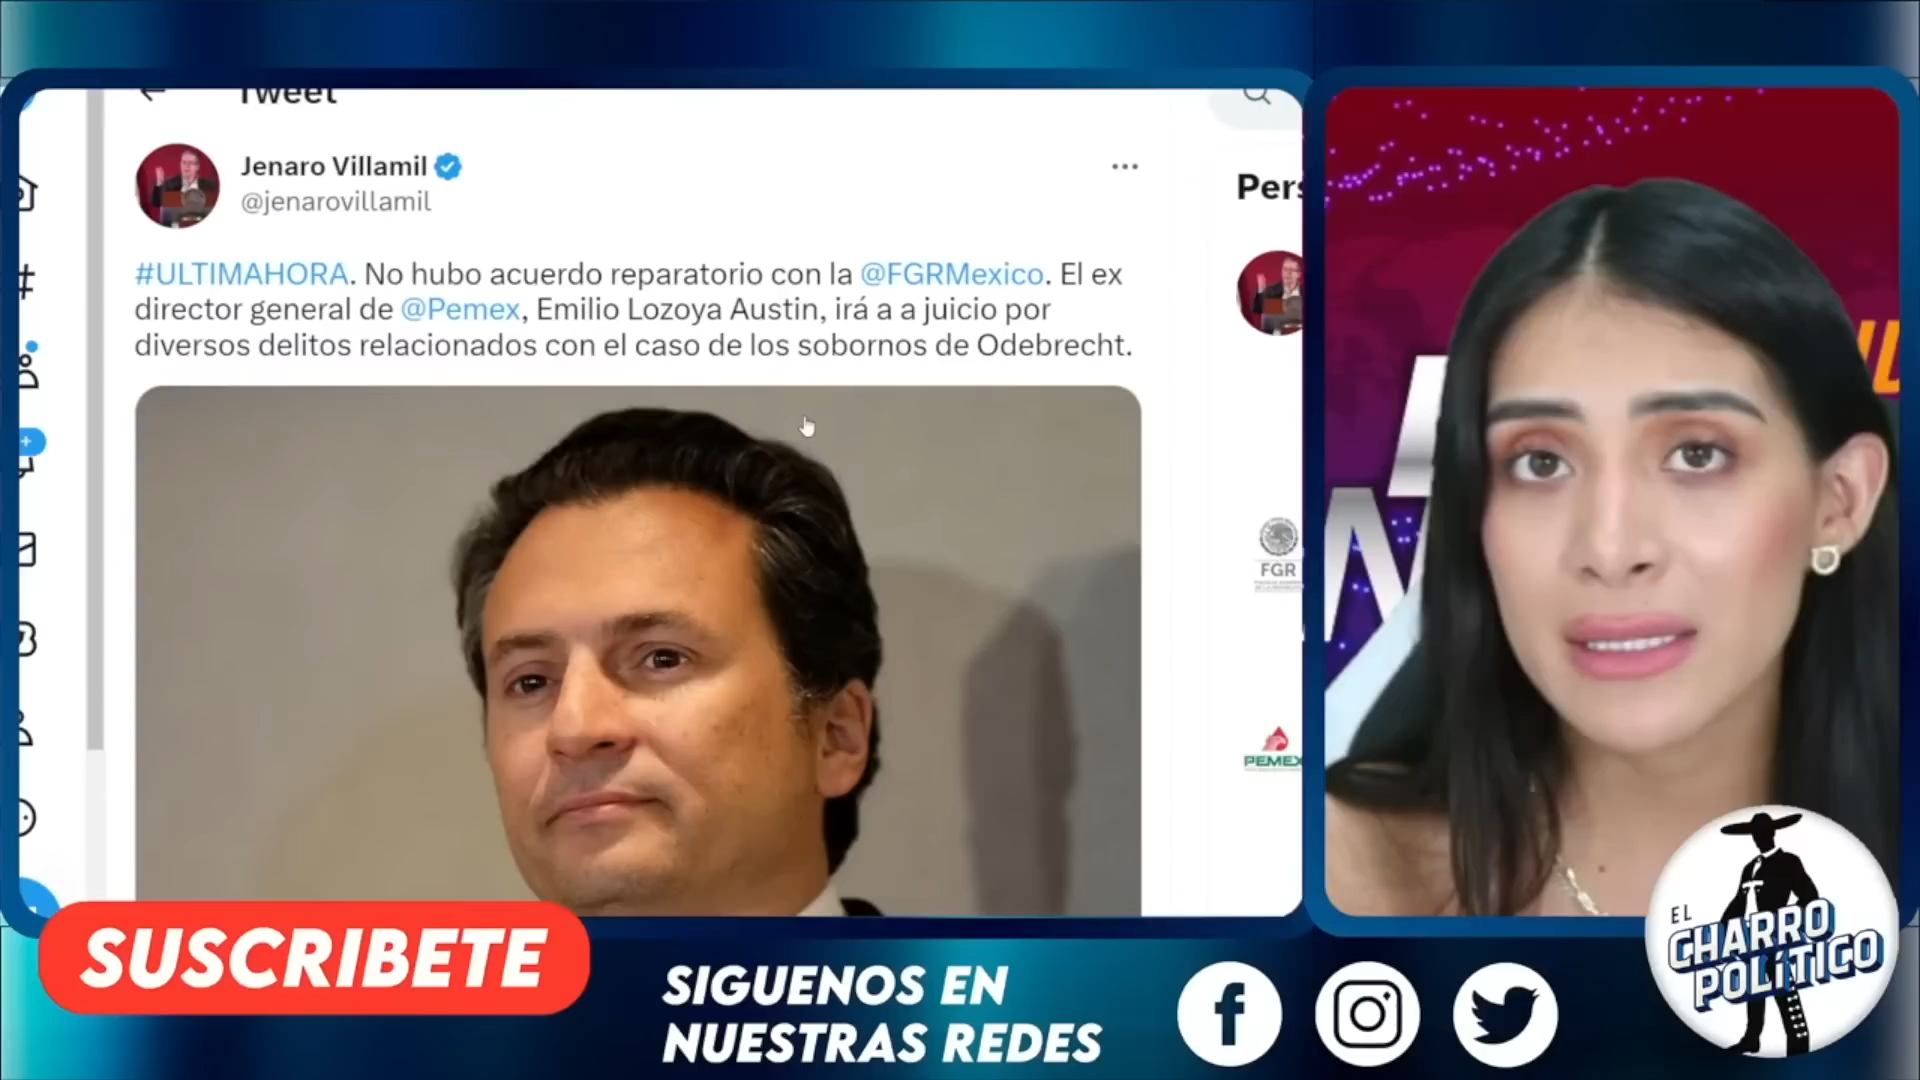 Tweet
Jenaro Villamil
@jenarovillamil
#ULTIMAHORA. No hubo acuerdo reparatorio con la @FGRMexico. El ex
director general de @Pemex, Emilio Lozoya Austin, irá a a juicio por
diversos delitos relacionados con el caso de los sobornos de Odebrecht.
Pers
FGR
PEMEX
SUSCRIBETE
SIGUENOS EN
NUESTRAS REDES
EL
CHARRO
POLÍTICO